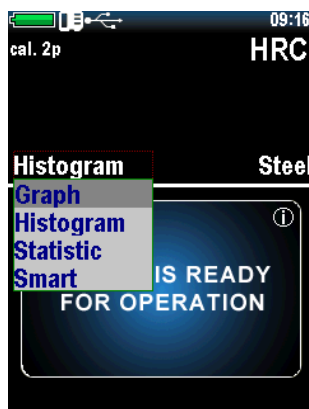 09:16
cal. 2p
HRC
Histogram
Steel
Graph
Histogram
Statistic
Smart
IS READY
FOR OPERATION